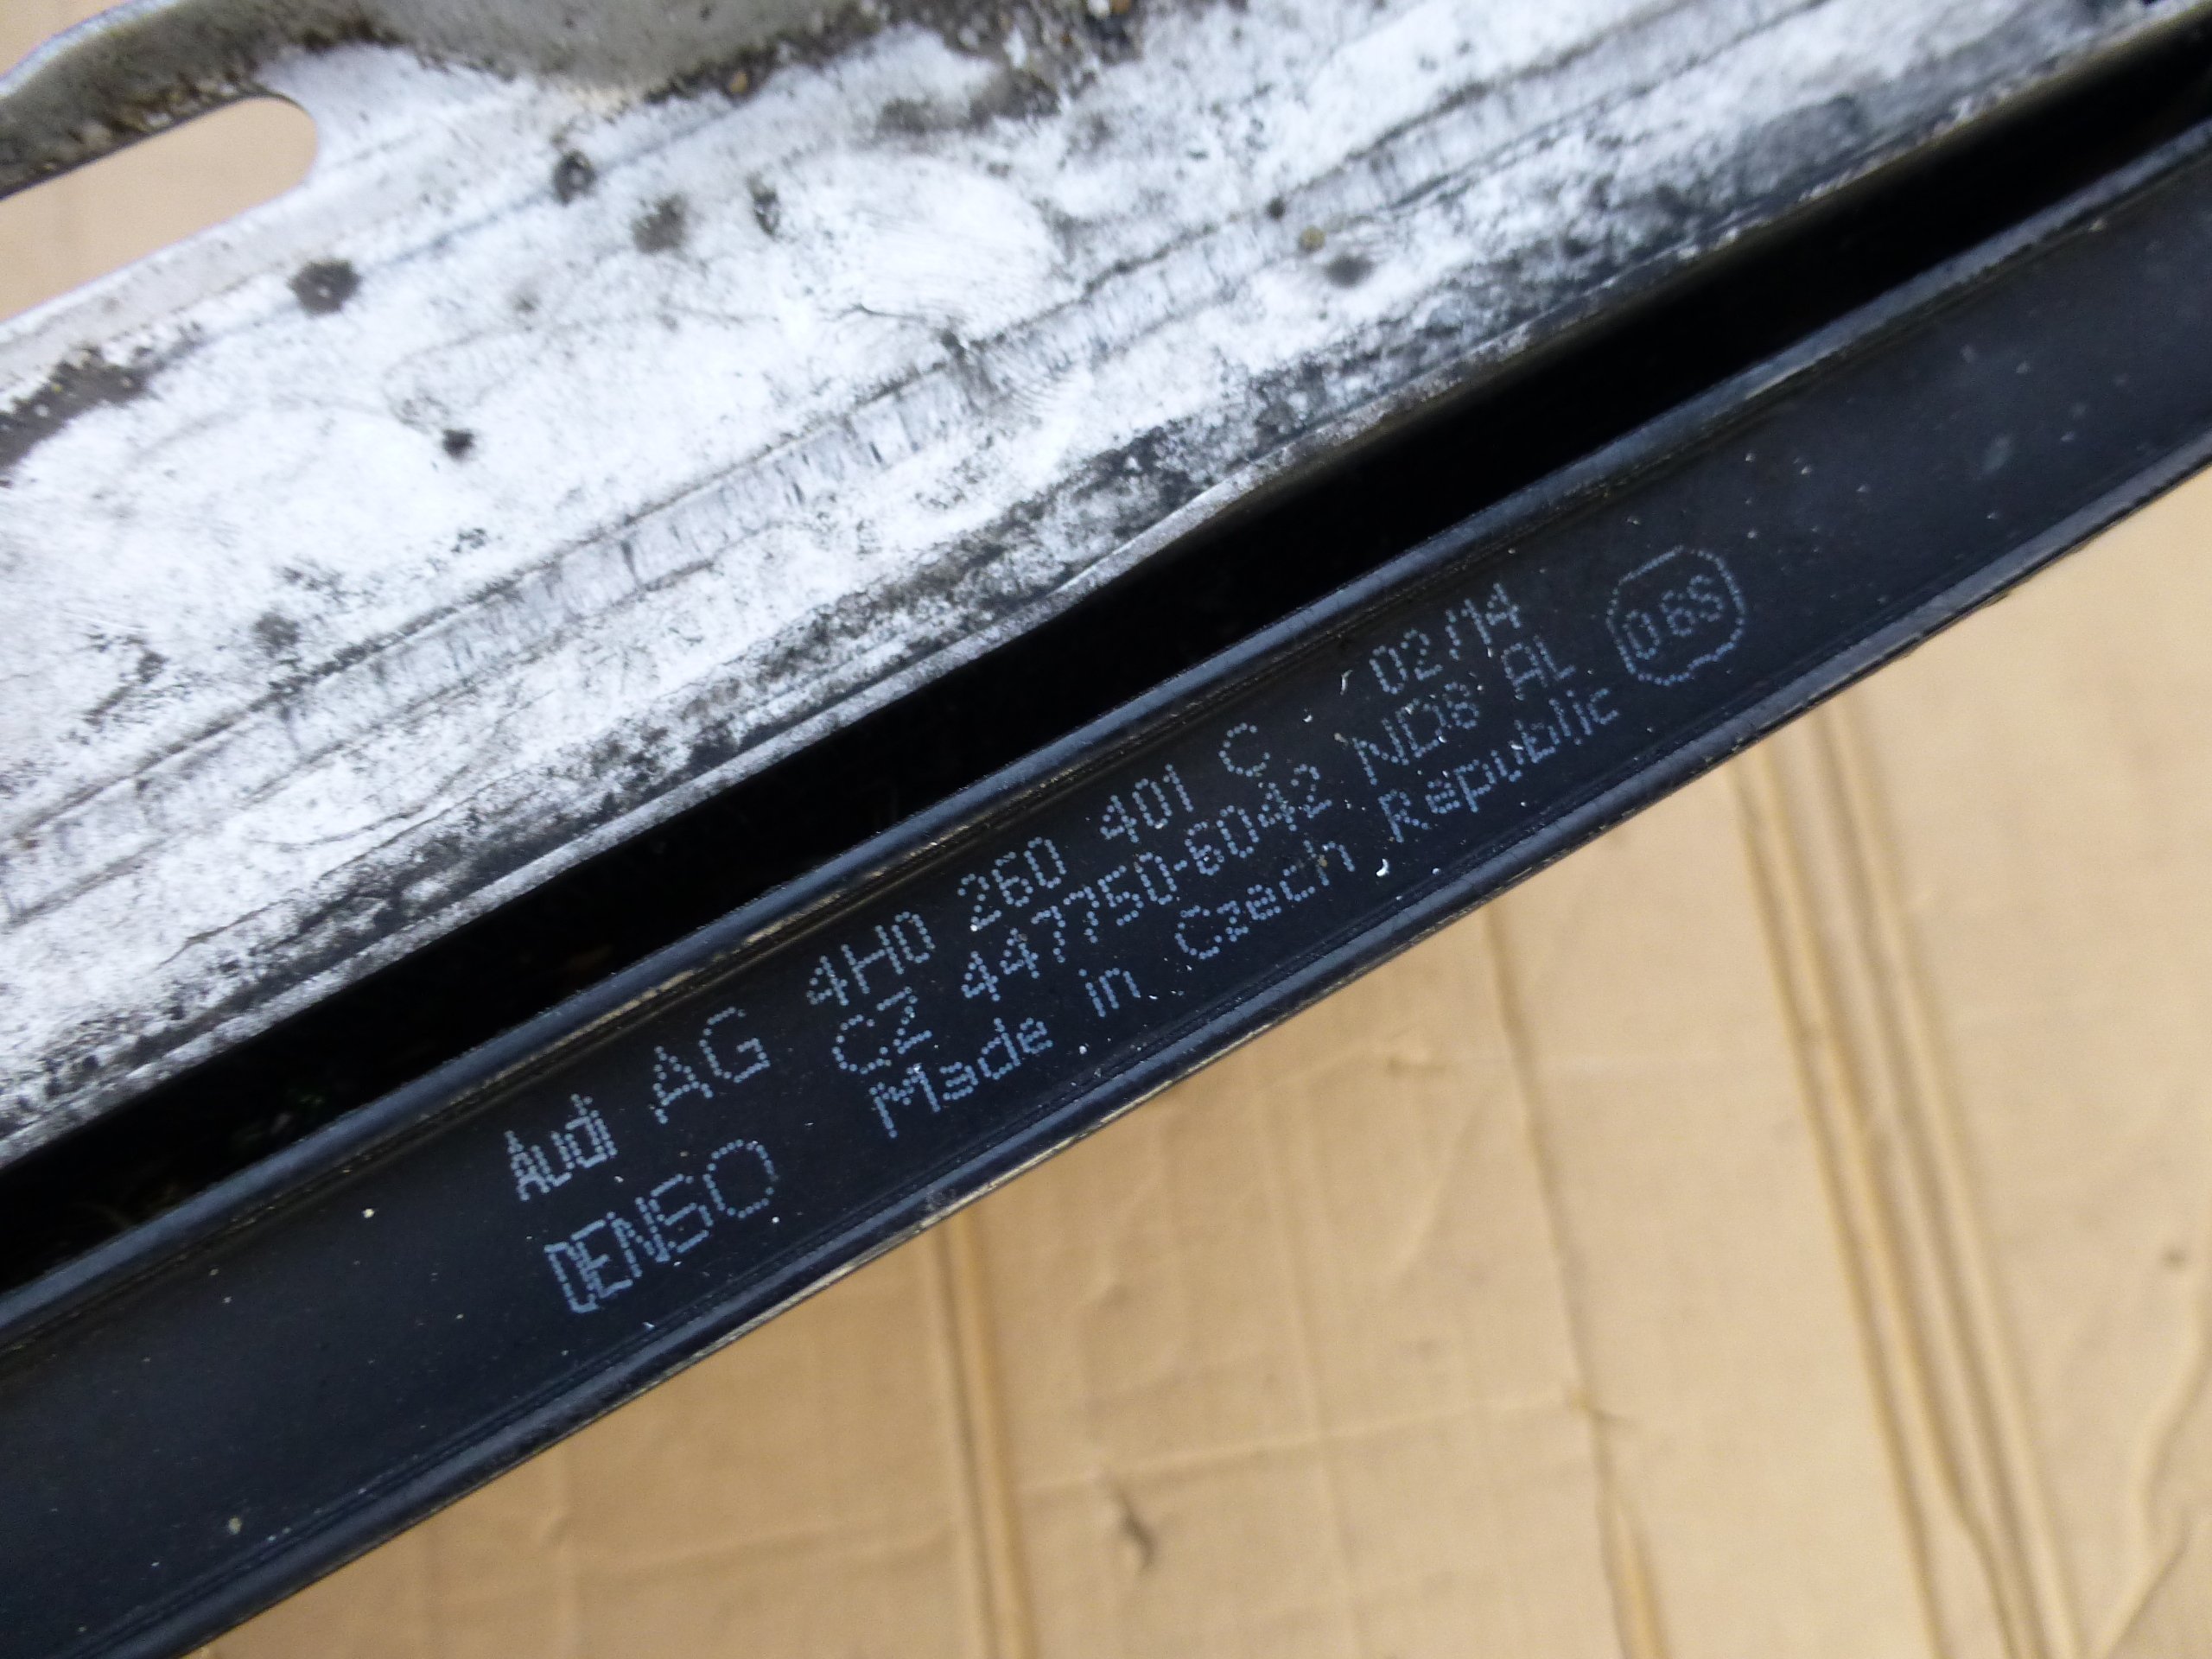 Audi AG 4H0 260 401 C 02/14
DENSO CZ 447750-6042 ND8 AL 06S
Made in Czech Republic